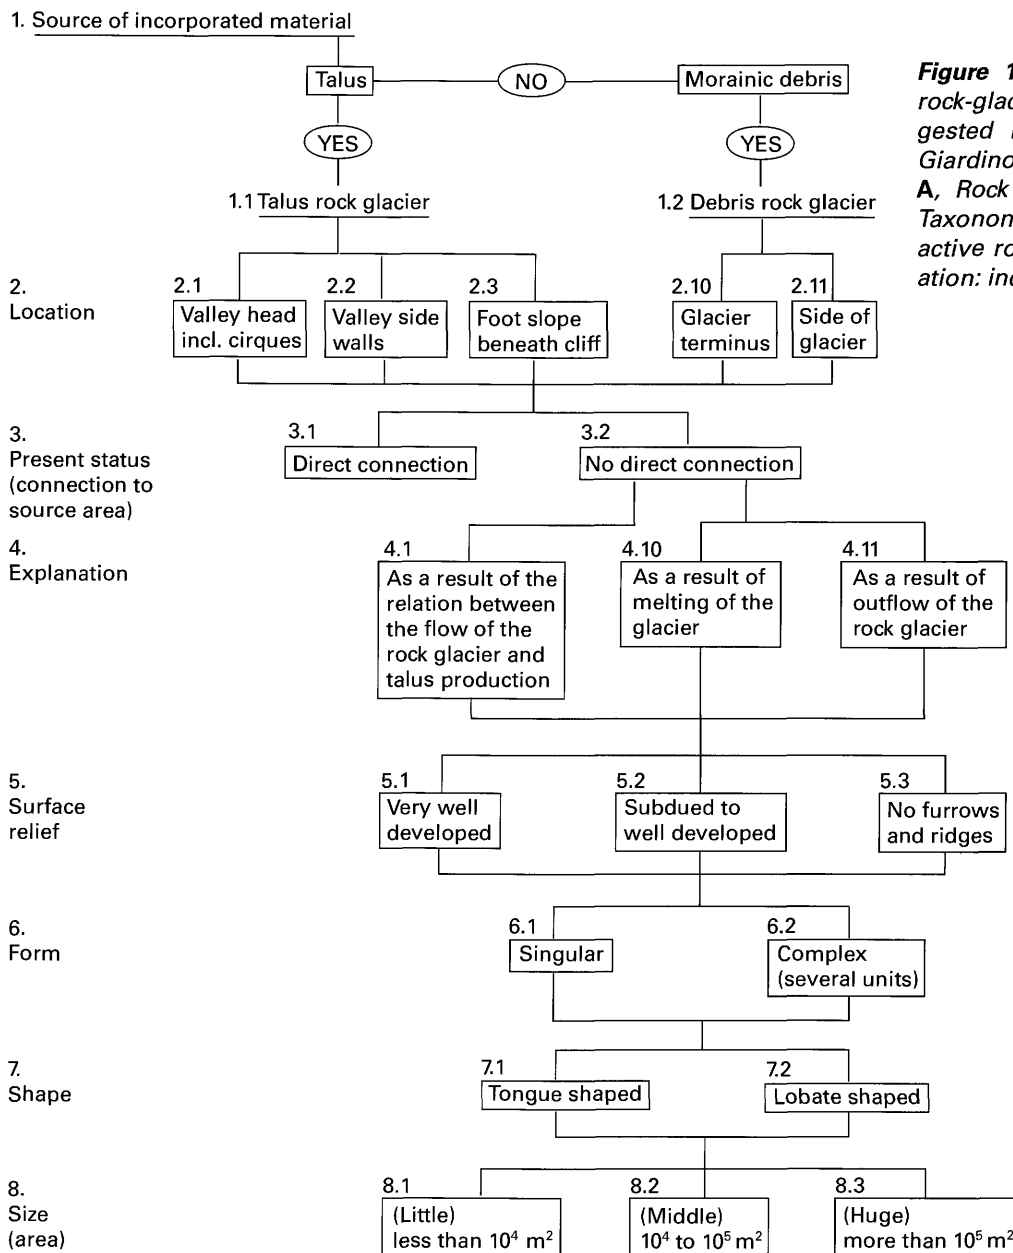 1. Source of incorporated material
Talus
NO
Morainic debris
YES
YES
1.1 Talus rock glacier
1.2 Debris rock glacier
Figure 1
rock-glac
gested
Giardino
A, Rock
Taxonon
active ro
ation: inc
2.
Location
2.1
Valley head
incl. cirques
2.2
Valley side
walls
2.3
Foot slope
beneath cliff
2.10
Glacier
terminus
2.11
Side of
glacier
3.
Present status
(connection to
source area)
3.1
Direct connection
3.2
No direct connection
4.
Explanation
4.1
As a result of the
relation between
the flow of the
rock glacier and
talus production
4.10
As a result of
melting of the
glacier
4.11
As a result of
outflow of the
rock glacier
5.
Surface
relief
5.1
Very well
developed
5.2
Subdued to
well developed
5.3
No furrows
and ridges
6.
Form
6.1
Singular
6.2
Complex
(several units)
7.
Shape
7.1
Tongue shaped
7.2
Lobate shaped
8.
Size
(area)
8.1
(Little)
less than 10⁴ m²
8.2
(Middle)
10⁴ to 10⁵ m²
8.3
(Huge)
more than 10⁵ m²